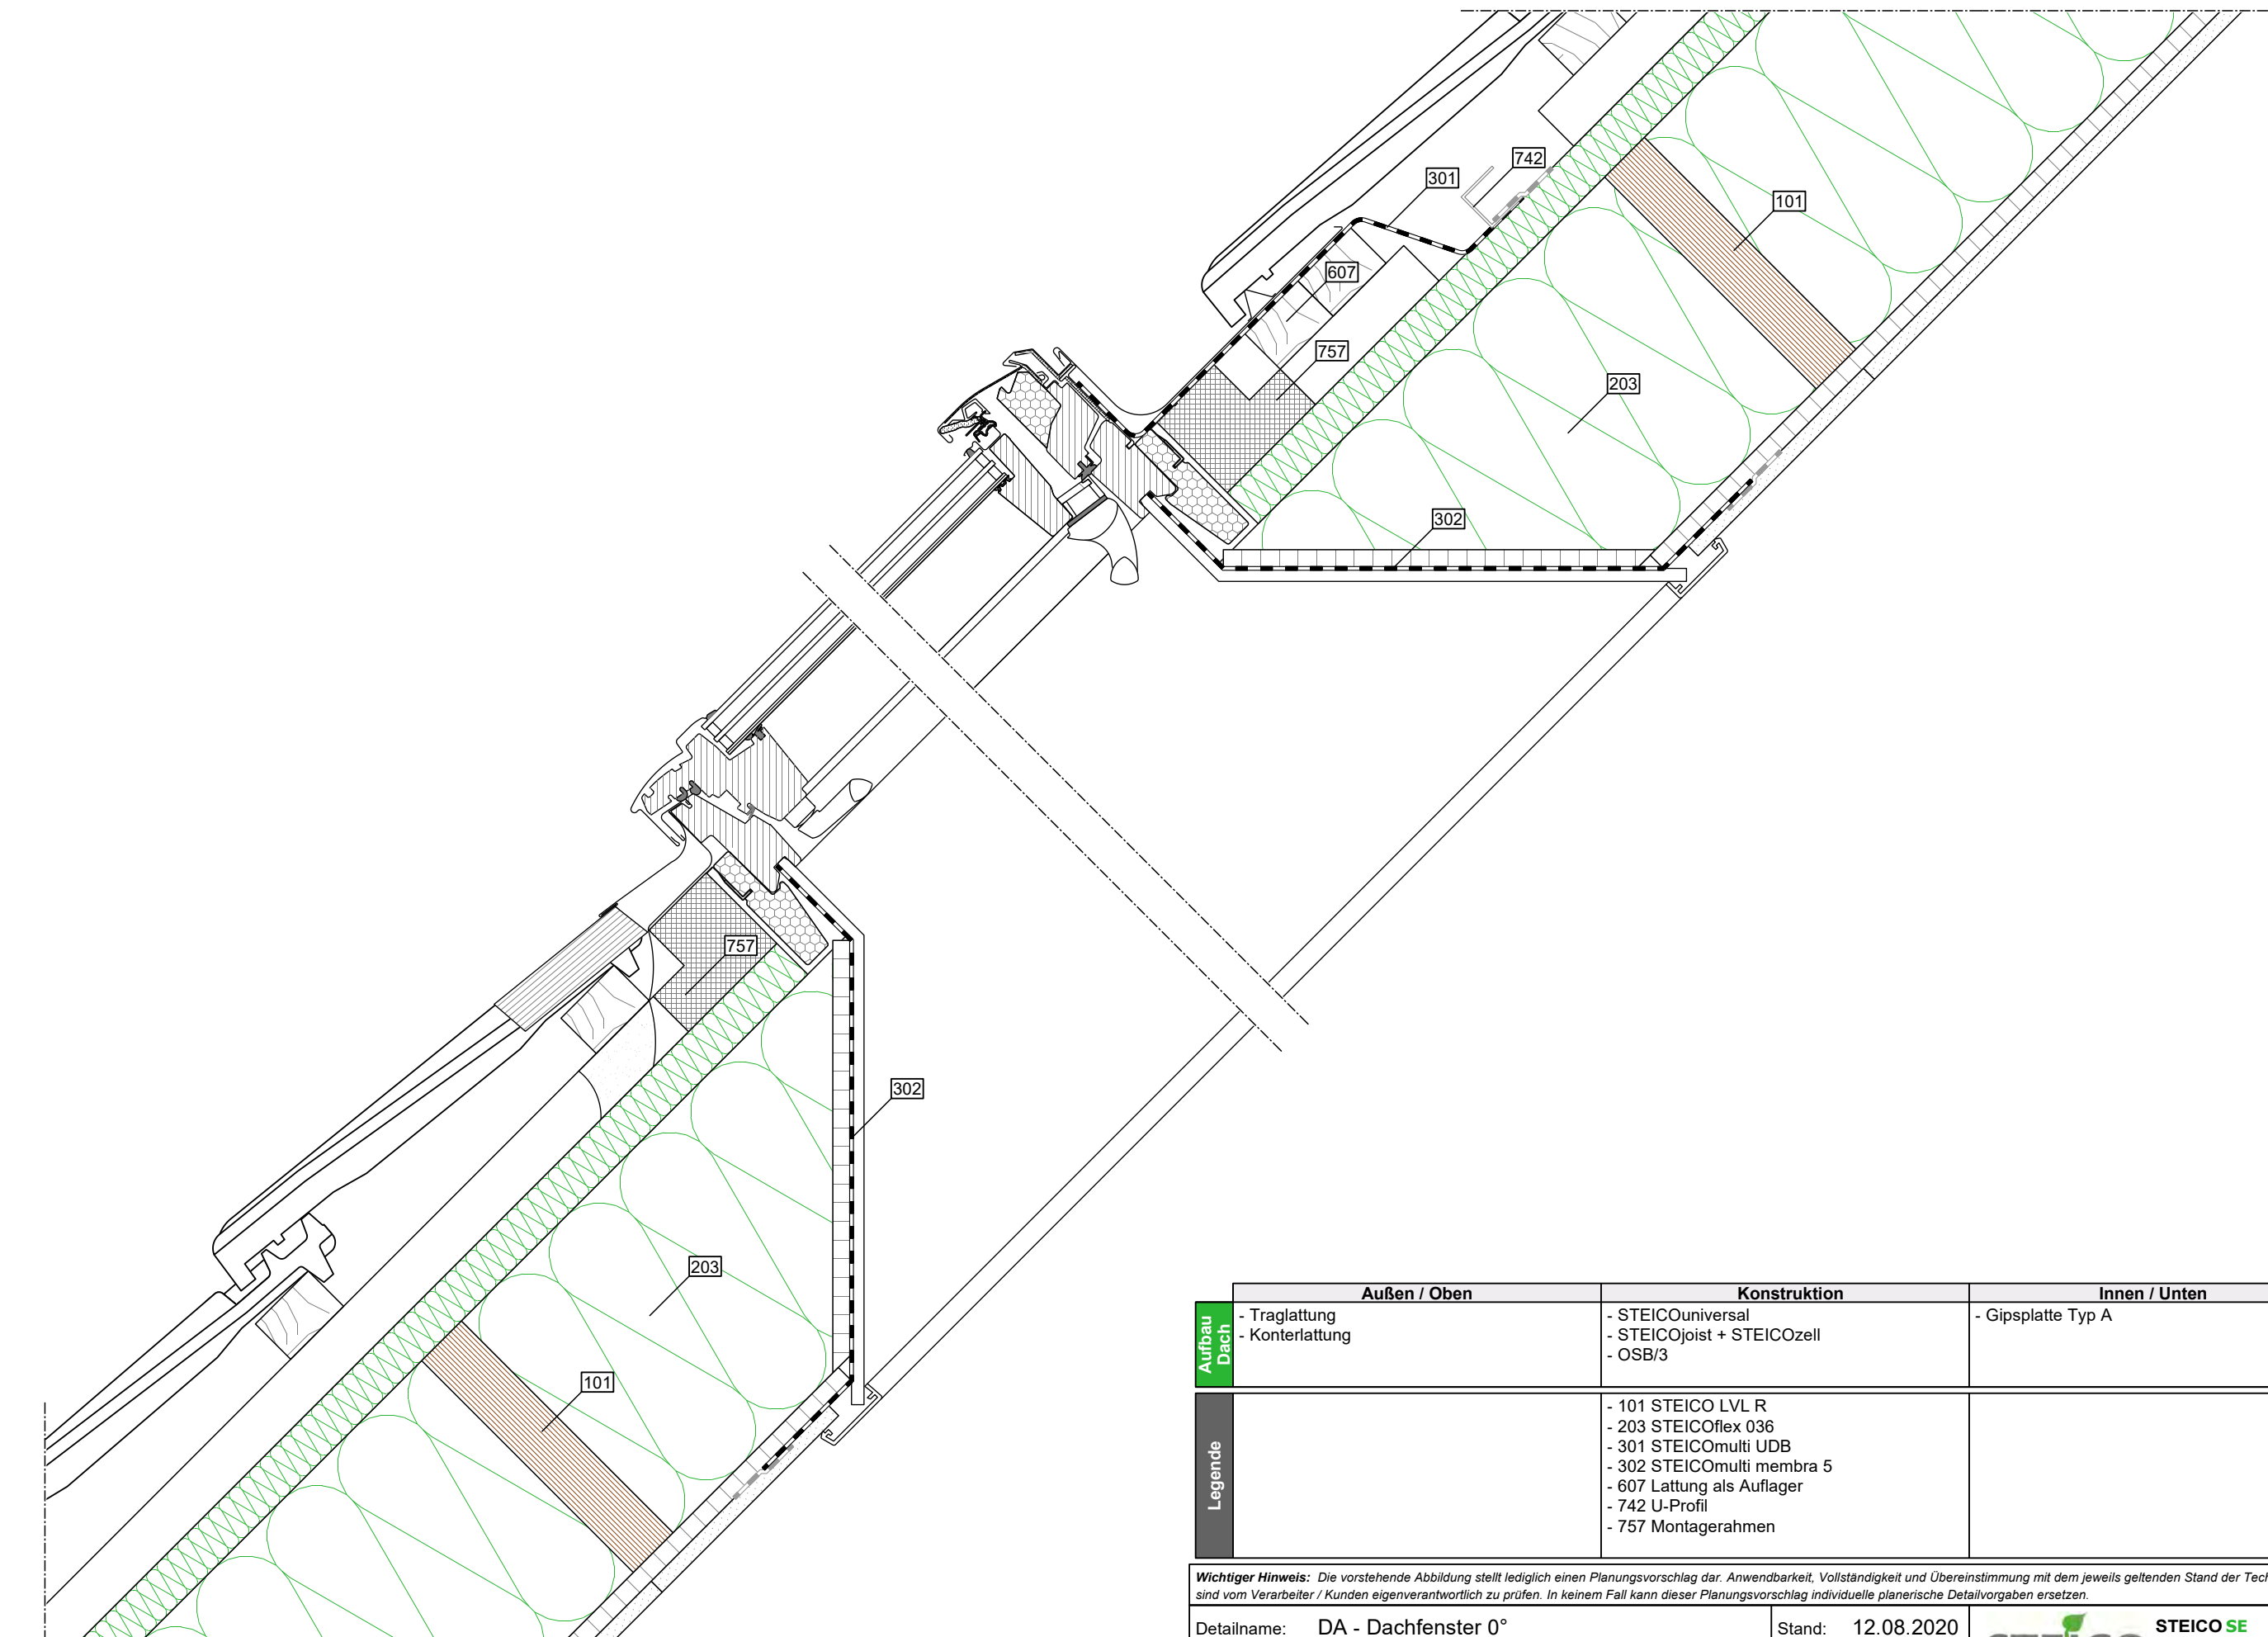 742
301
101
607
757
203
302
757
302
203
101
Außen / Oben
Konstruktion
Innen / Unten
Aufbau
Dach
- Traglattung
- Konterlattung
- STEICOuniversal
- STEICOjoist + STEICOzell
- OSB/3
- Gipsplatte Typ A
Legende
- 101 STEICO LVL R
- 203 STEICOflex 036
- 301 STEICOmulti UDB
- 302 STEICOmulti membra 5
- 607 Lattung als Auflager
- 742 U-Profil
- 757 Montagerahmen
Wichtiger Hinweis: Die vorstehende Abbildung stellt lediglich einen Planungsvorschlag dar. Anwendbarkeit, Vollständigkeit und Übereinstimmung mit dem jeweils geltenden Stand der Tec
sind vom Verarbeiter / Kunden eigenverantwortlich zu prüfen. In keinem Fall kann dieser Planungsvorschlag individuelle planerische Detailvorgaben ersetzen.
Detailname: DA - Dachfenster 0°
Stand: 12.08.2020
STEICO SE